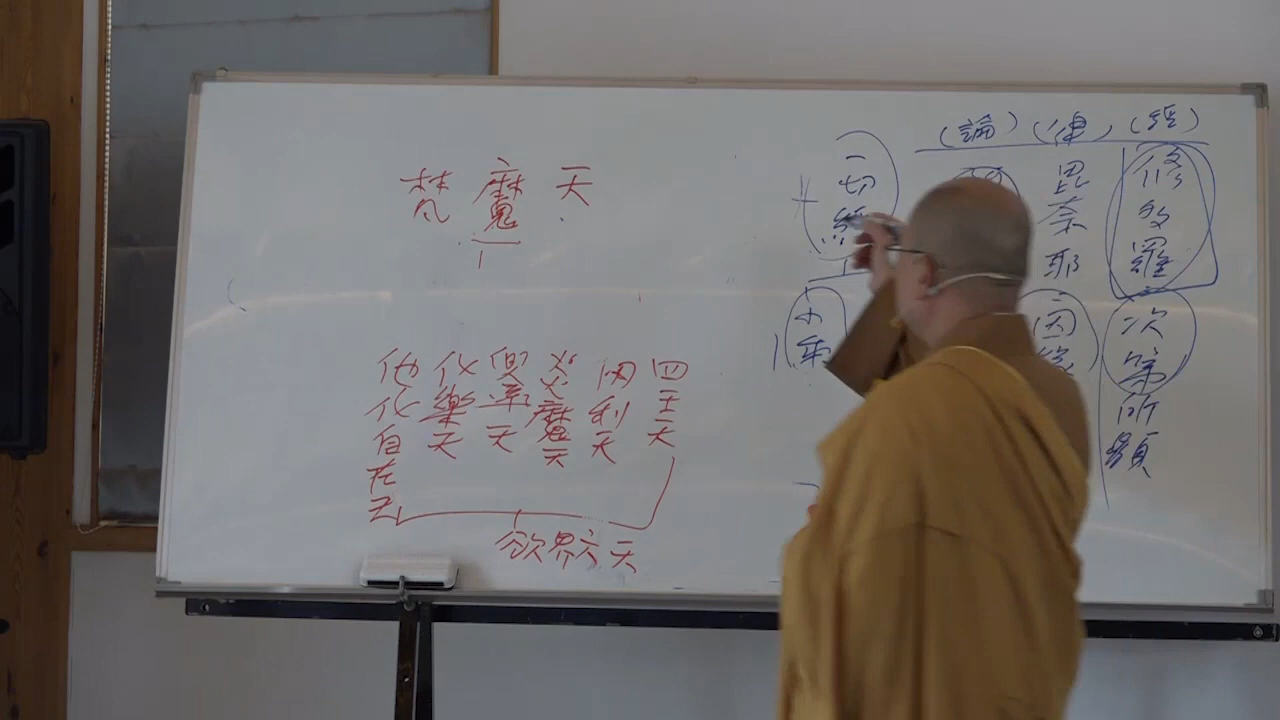 (經)
(律)
(論)
修多羅
次第所顯
毘奈耶
因緣
一切經
小乘
梵魔天
四王天
忉利天
炎魔天
兜率天
化樂天
他化自在天
欲界六天